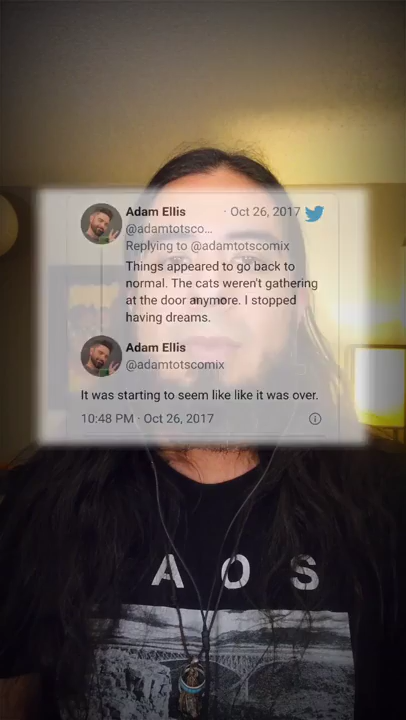 Adam Ellis · Oct 26, 2017
@adamtotsco...
Replying to @adamtotscomix
Things appeared to go back to
normal. The cats weren't gathering
at the door anymore. I stopped
having dreams.
Adam Ellis
@adamtotscomix
It was starting to seem like like it was over.
10:48 PM · Oct 26, 2017
A O S